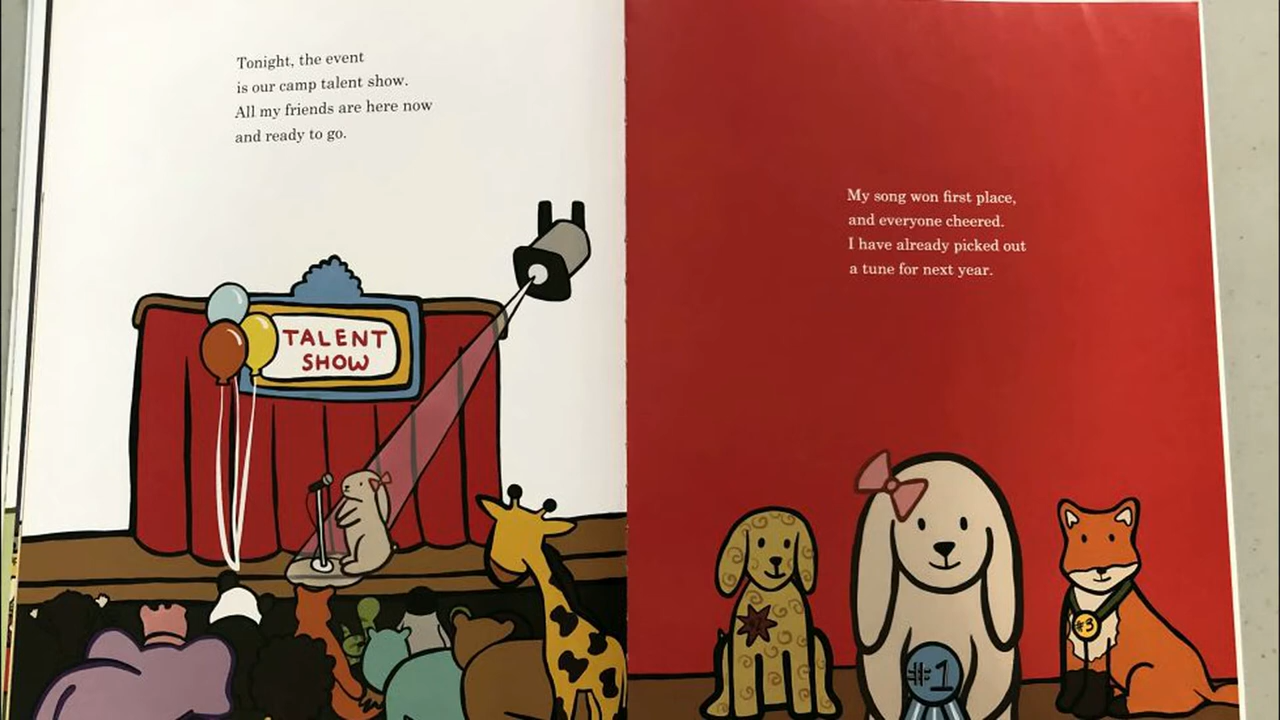 Tonight, the event
is our camp talent show.
All my friends are here now
and ready to go.
TALENT
SHOW
My song won first place,
and everyone cheered.
I have already picked out
a tune for next year.
#1
#3